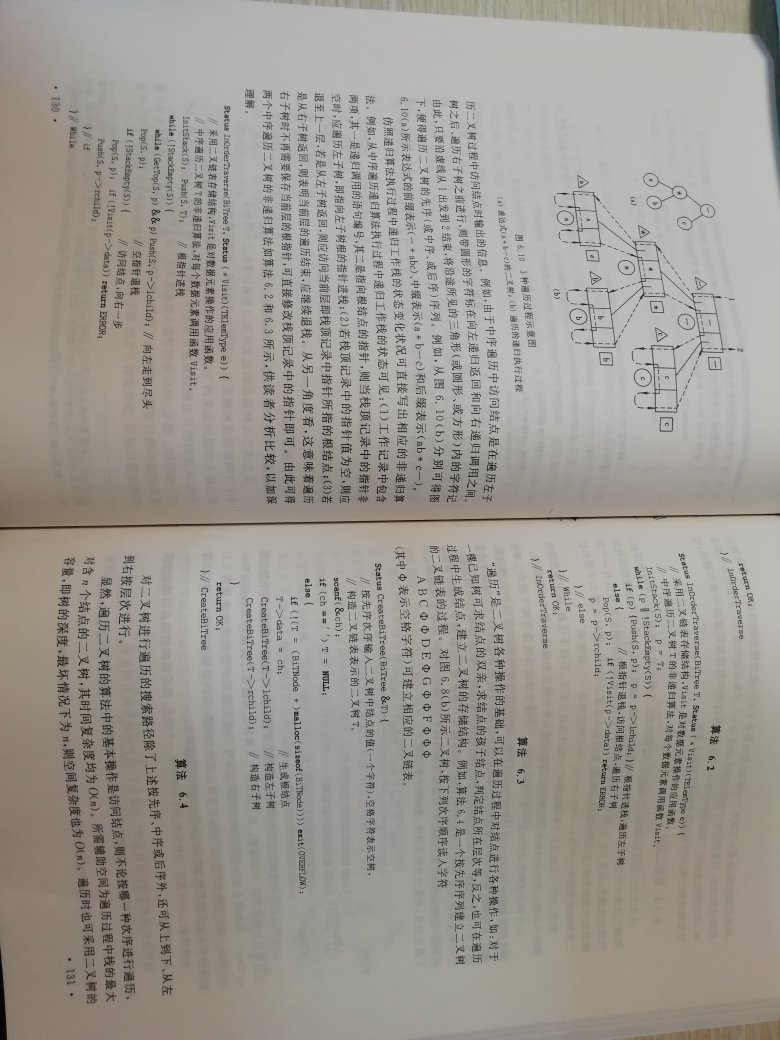 图 6.10 3 种遍历过程示意图
(a) 表达式(a*b-c)的二叉树; (b) 遍历的递归执行过程
历二叉树过程中访问结点时输出的信息。例如,由于中序遍历中访问结点是在遍历左子
树之后、遍历右子树之前进行,则带圆形的字符标在向左递归返回和向右递归调用之间。
由此,只要沿虚线从 1 出发到 2 结束,将沿途所见的三角形(或圆形、或方形)内的字符记
下,便得遍历二叉树的先序(或中序、或后序)序列。例如,从图 6.10(b)分别可得图
6.10(a)所示表达式的前缀表示(-*abc)、中缀表示(a*b-c)和后缀表示(ab*c-)。
仿照递归算法执行过程中递归工作栈的状态变化状况可直接写出相应的非递归算
法。例如,从中序遍历递归算法执行过程中递归工作栈的状态可见:(1)工作记录中包含
两项,其一是递归调用的语句编号,其二是指向根结点的指针,则当栈顶记录中的指针非
空时,应遍历左子树,即指向左子树根的指针进栈;(2)若栈顶记录中的指针值为空,则应
退至上一层,若是从左子树返回,则应访问当前层即栈顶记录中指针所指的根结点;(3)若
是从右子树返回,则表明当前层的遍历结束,应继续退栈。从另一角度看,这意味着遍历
右子树时不再需要保存当前层的根指针,可直接修改栈顶记录中的指针即可。由此可得
两个中序遍历二叉树的非递归算法如算法 6.2 和 6.3 所示,供读者分析比较,以加深
理解。
Status InOrderTraverse(BiTree T, Status (*Visit)(TElemType e)) {
// 采用二叉链表存储结构,Visit 是对数据元素操作的应用函数。
// 中序遍历二叉树 T 的非递归算法,对每个数据元素调用函数 Visit。
InitStack(S); Push(S, T); // 根指针进栈
while (!StackEmpty(S)) {
while (GetTop(S, p) && p) Push(S, p->lchild); // 向左走到尽头
Pop(S, p); // 空指针退栈
if (!StackEmpty(S)) { // 访问结点,向右一步
Pop(S, p); if (!Visit(p->data)) return ERROR;
Push(S, p->rchild);
}// if
}// While
• 130 •
return OK;
}// InOrderTraverse
算法 6.2
Status InOrderTraverse(BiTree T, Status (*Visit)(TElemType e)) {
// 采用二叉链表存储结构,Visit 是对数据元素操作的应用函数。
// 中序遍历二叉树 T 的非递归算法,对每个数据元素调用函数 Visit。
InitStack(S); p = T;
while (p || !StackEmpty(S)) {
if (p) {Push(S, p); p = p->lchild;} // 根指针进栈,遍历左子树
else { // 根指针退栈,访问根结点,遍历右子树
Pop(S, p); if (!Visit(p->data)) return ERROR;
p = p->rchild;
}// else
}// While
return OK;
}// InOrderTraverse
算法 6.3
“遍历”是二叉树各种操作的基础,可以在遍历过程中对结点进行各种操作,如:对于
一棵已知树可求结点的双亲,求结点的孩子结点,判定结点所在层次等,反之,也可在遍历
过程中生成结点,建立二叉树的存储结构。例如,算法 6.4 是一个按先序序列建立二叉树
的二叉链表的过程。对图 6.8(b)所示二叉树,按下列次序顺序读入字符
A B C Φ Φ D E Φ G Φ Φ F Φ Φ Φ
(其中 Φ 表示空格字符)可建立相应的二叉链表。
Status CreateBiTree(BiTree &T) {
// 按先序次序输入二叉树中结点的值(一个字符),空格字符表示空树,
// 构造二叉链表表示的二叉树 T。
scanf(&ch);
if (ch == ' ') T = NULL;
else {
if (!(T = (BiTNode *)malloc(sizeof(BiTNode)))) exit(OVERFLOW);
T->data = ch; // 生成根结点
CreateBiTree(T->lchild); // 构造左子树
CreateBiTree(T->rchild); // 构造右子树
}
return OK;
}// CreateBiTree
算法 6.4
对二叉树进行遍历的搜索路径除了上述按先序、中序或后序外,还可从上到下、从左
到右按层次进行。
显然,遍历二叉树的算法中的基本操作是访问结点,则不论按哪一种次序进行遍历,
对含 n 个结点的二叉树,其时间复杂度均为 O(n)。所需辅助空间为遍历过程中栈的最大
容量,即树的深度,最坏情况下为 n,则空间复杂度也为 O(n)。遍历时也可采用二叉树的
• 131 •